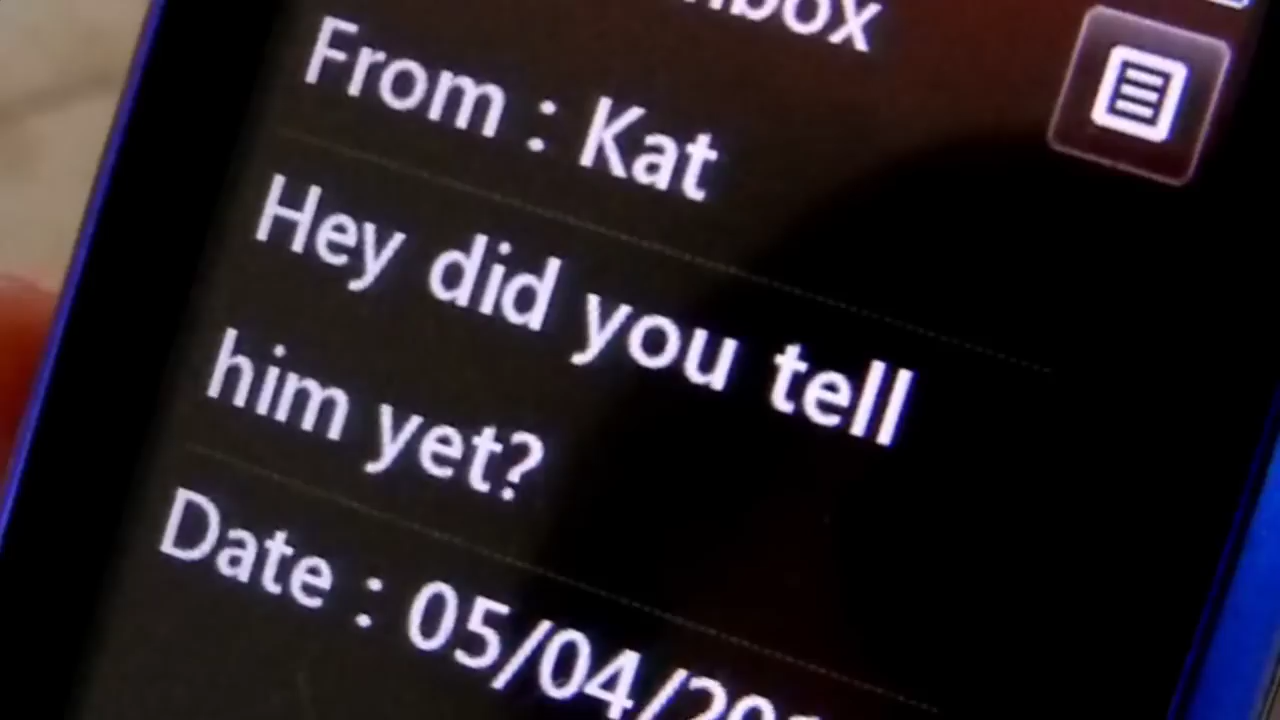 From : Kat
Hey did you tell
him yet?
Date : 05/04/